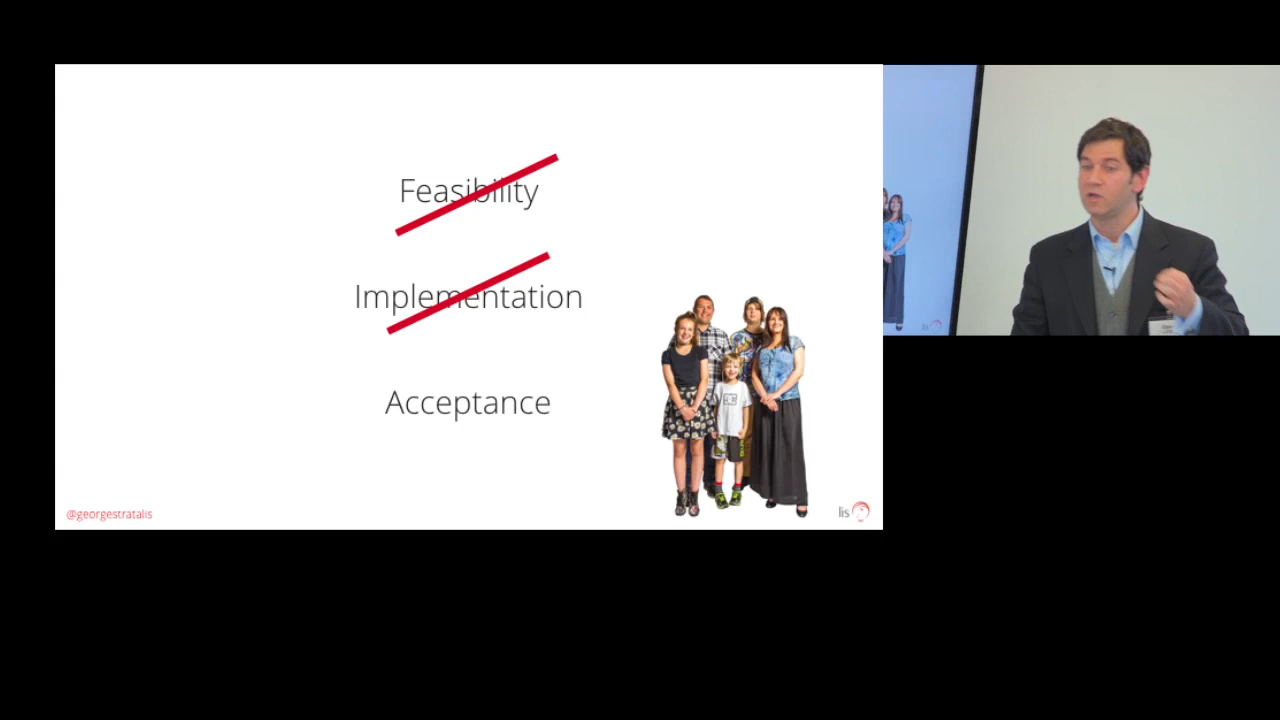 Feasibility
Implementation
Acceptance
@georgestratalis
lis